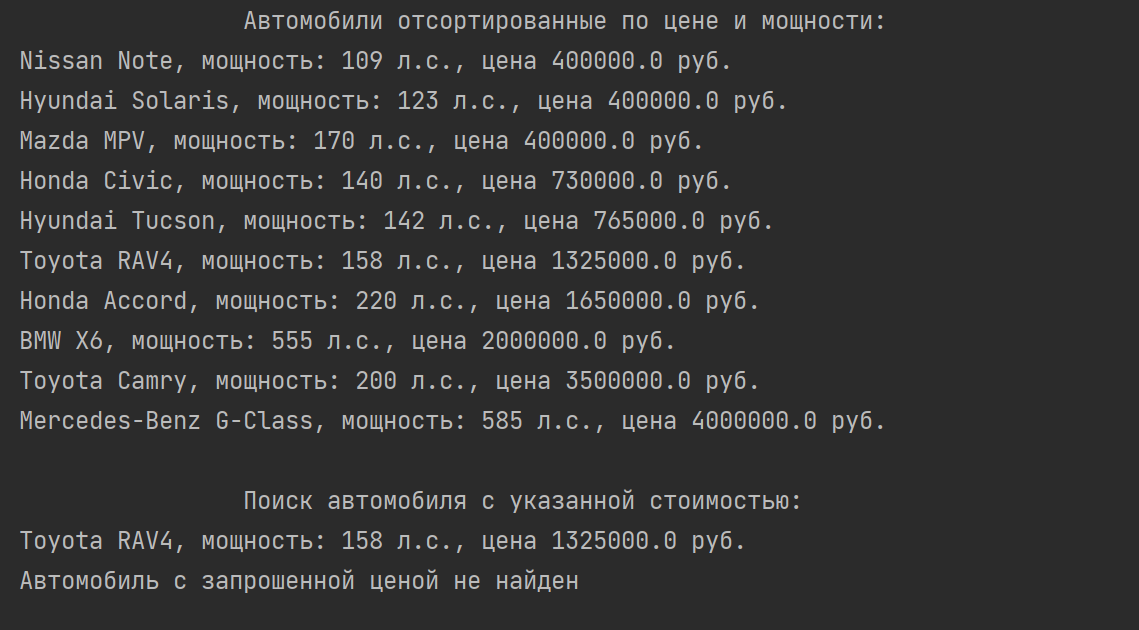 Автомобили отсортированные по цене и мощности:
Nissan Note, мощность: 109 л.с., цена 400000.0 руб.
Hyundai Solaris, мощность: 123 л.с., цена 400000.0 руб.
Mazda MPV, мощность: 170 л.с., цена 400000.0 руб.
Honda Civic, мощность: 140 л.с., цена 730000.0 руб.
Hyundai Tucson, мощность: 142 л.с., цена 765000.0 руб.
Toyota RAV4, мощность: 158 л.с., цена 1325000.0 руб.
Honda Accord, мощность: 220 л.с., цена 1650000.0 руб.
BMW X6, мощность: 555 л.с., цена 2000000.0 руб.
Toyota Camry, мощность: 200 л.с., цена 3500000.0 руб.
Mercedes-Benz G-Class, мощность: 585 л.с., цена 4000000.0 руб.
Поиск автомобиля с указанной стоимостью:
Toyota RAV4, мощность: 158 л.с., цена 1325000.0 руб.
Автомобиль с запрошенной ценой не найден